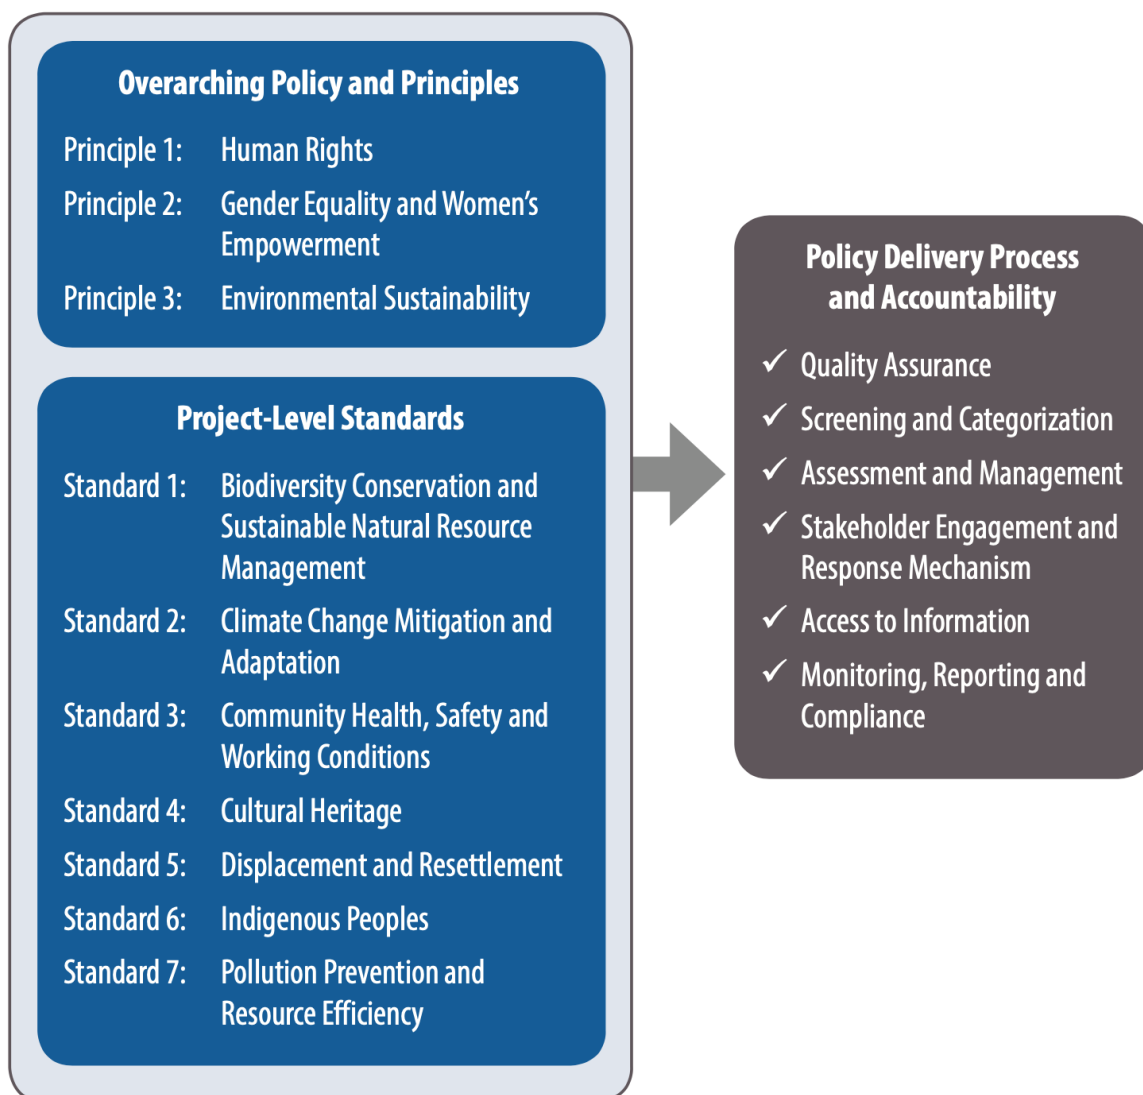 Overarching Policy and Principles
Principle 1: Human Rights
Principle 2: Gender Equality and Women’s
Empowerment
Principle 3: Environmental Sustainability
Project-Level Standards
Standard 1: Biodiversity Conservation and
Sustainable Natural Resource
Management
Standard 2: Climate Change Mitigation and
Adaptation
Standard 3: Community Health, Safety and
Working Conditions
Standard 4: Cultural Heritage
Standard 5: Displacement and Resettlement
Standard 6: Indigenous Peoples
Standard 7: Pollution Prevention and
Resource Efficiency
Policy Delivery Process
and Accountability
✓ Quality Assurance
✓ Screening and Categorization
✓ Assessment and Management
✓ Stakeholder Engagement and
Response Mechanism
✓ Access to Information
✓ Monitoring, Reporting and
Compliance